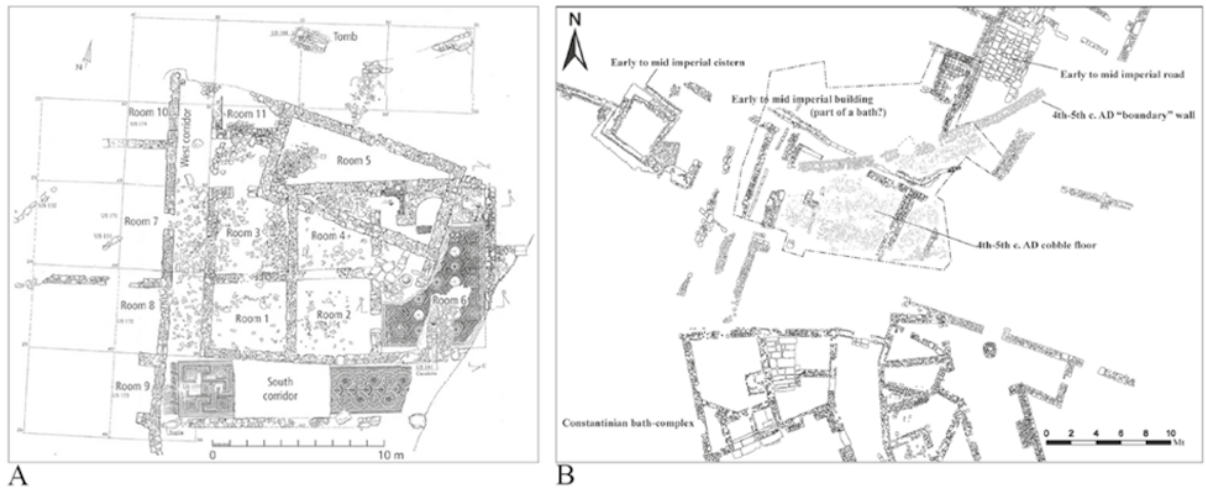 Tomb
N
Room 10
Room 11
West corridor
Room 5
Room 7
Room 3
Room 4
Room 6
Room 8
Room 1
Room 2
Room 9
South corridor
0 10 m
A
N
Early to mid imperial cistern
Early to mid imperial road
Early to mid imperial building
(part of a bath?)
4th-5th c. AD "boundary" wall
4th-5th c. AD cobble floor
Constantinian bath-complex
0 2 4 6 8 10
Mt
B